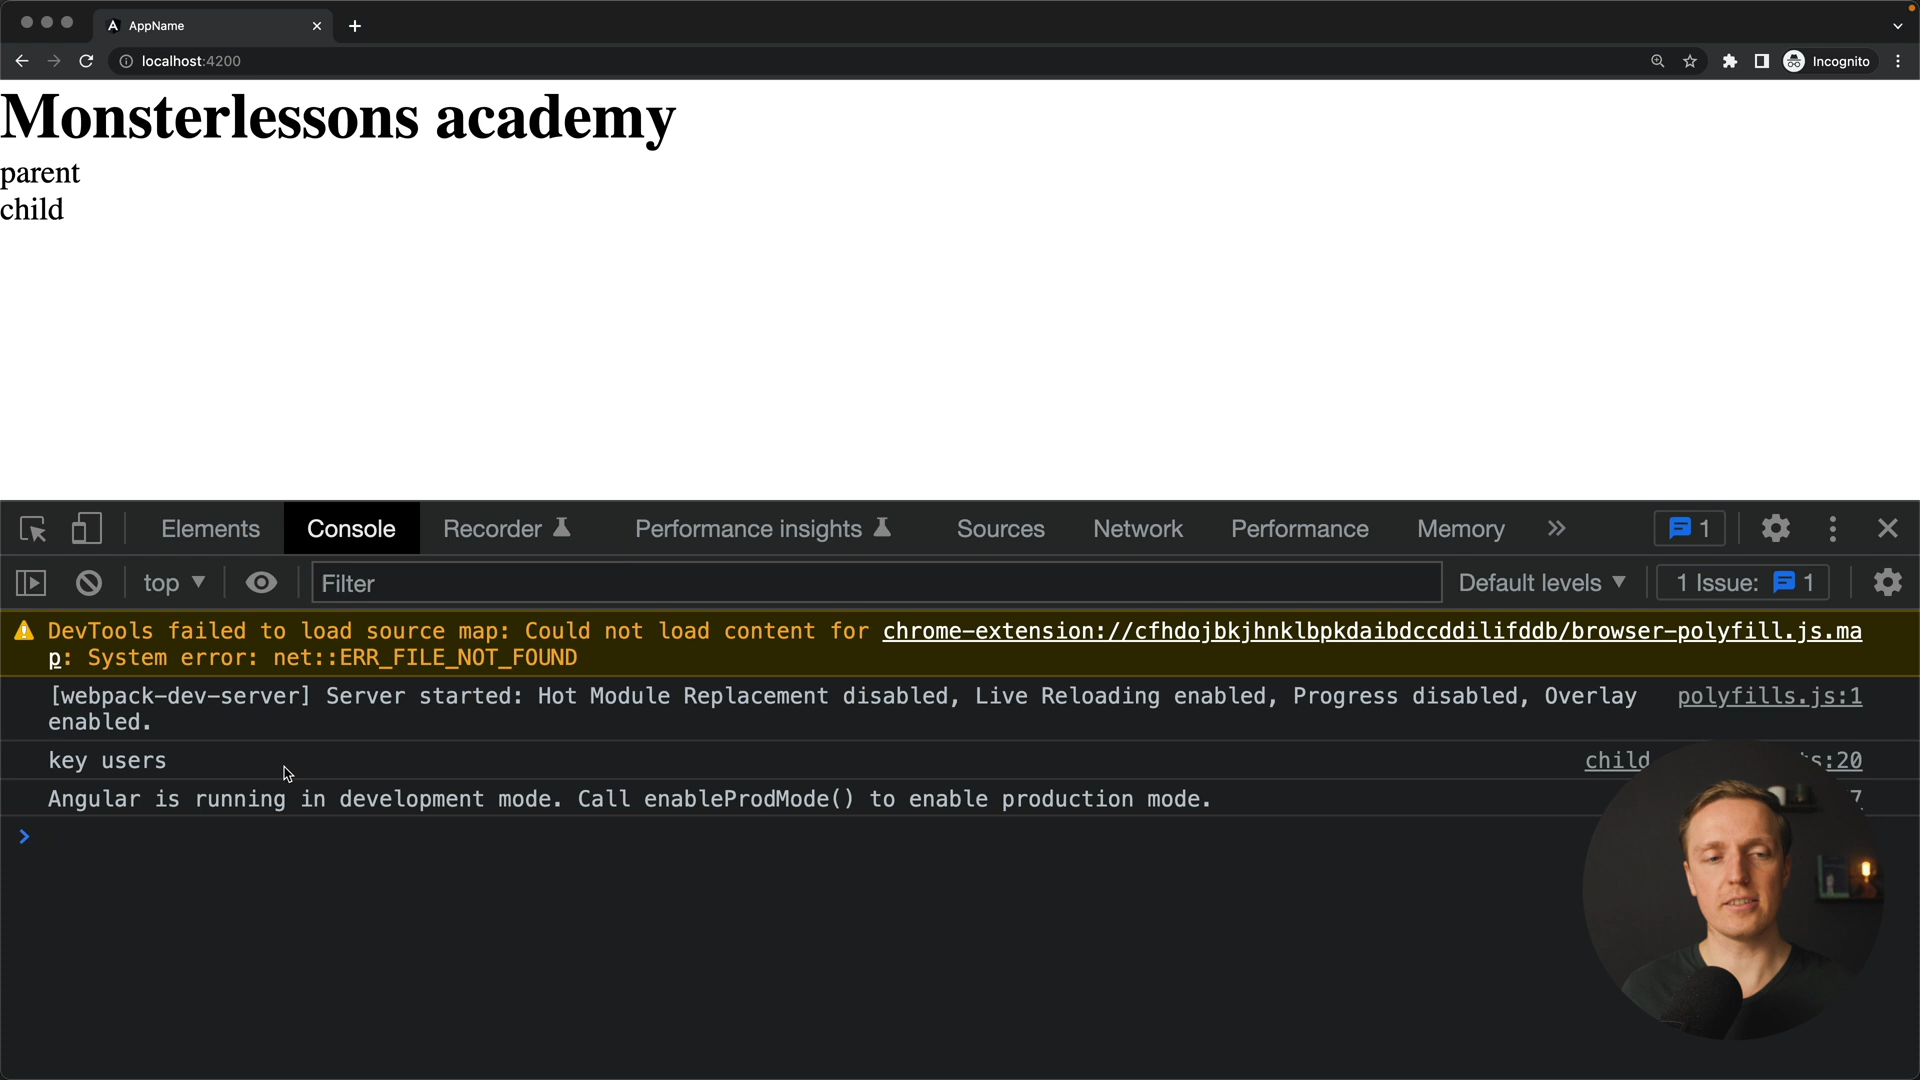 AppName
localhost:4200
Incognito
Monsterlessons academy
parent
child
Elements Console Recorder Performance insights Sources Network Performance Memory 1
top Filter Default levels 1 Issue: 1
DevTools failed to load source map: Could not load content for chrome-extension://cfhdojbkjhnklbpkdaibdccddilifddb/browser-polyfill.js.ma
p: System error: net::ERR_FILE_NOT_FOUND
[webpack-dev-server] Server started: Hot Module Replacement disabled, Live Reloading enabled, Progress disabled, Overlay polyfills.js:1
enabled.
key users child s:20
Angular is running in development mode. Call enableProdMode() to enable production mode. 7